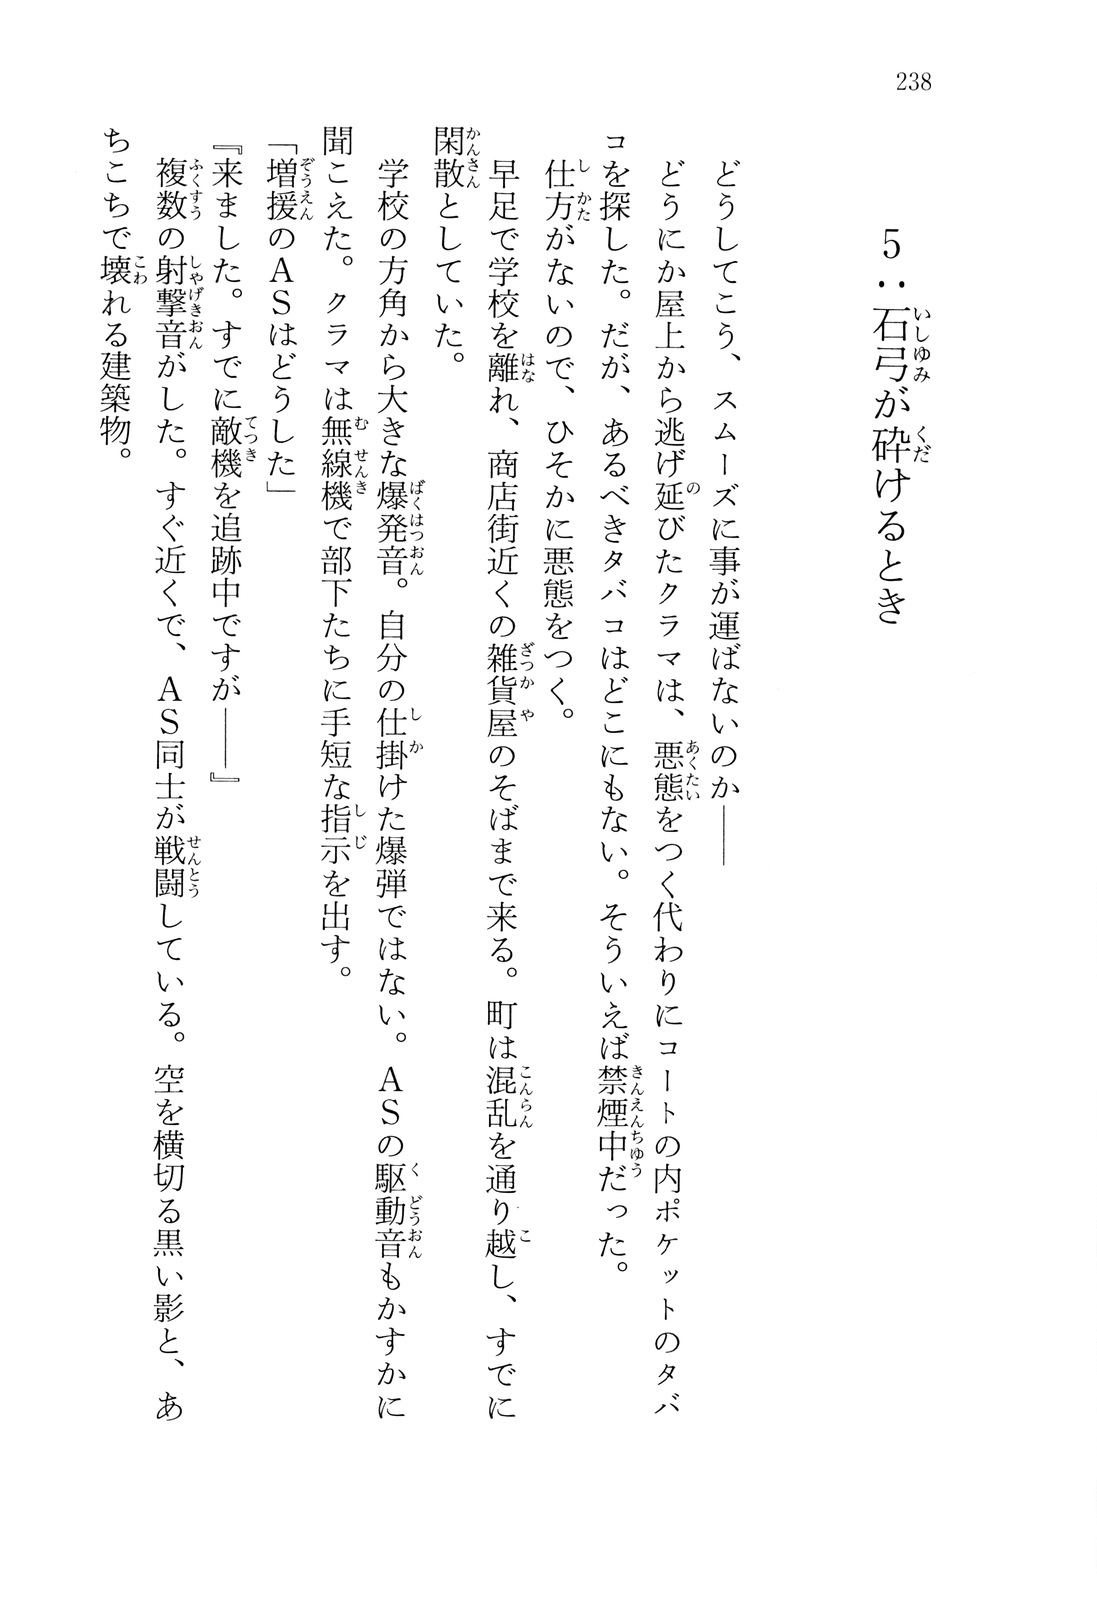 238
5：石弓が砕けるとき
どうしてこう、スムーズに事が運ばないのか――
どうにか屋上から逃げ延びたクラマは、悪態をつく代わりにコートの内ポケットのタバ
コを探した。だが、あるべきタバコはどこにもない。そういえば禁煙中だった。
仕方がないので、ひそかに悪態をつく。
早足で学校を離れ、商店街近くの雑貨屋のそばまで来る。町は混乱を通り越し、すでに
閑散としていた。
学校の方角から大きな爆発音。自分の仕掛けた爆弾ではない。ASの駆動音もかすかに
聞こえた。クラマは無線機で部下たちに手短な指示を出す。
「増援のASはどうした」
『来ました。すでに敵機を追跡中ですが――』
複数の射撃音がした。すぐ近くで、AS同士が戦闘している。空を横切る黒い影と、あ
ちこちで壊れる建築物。